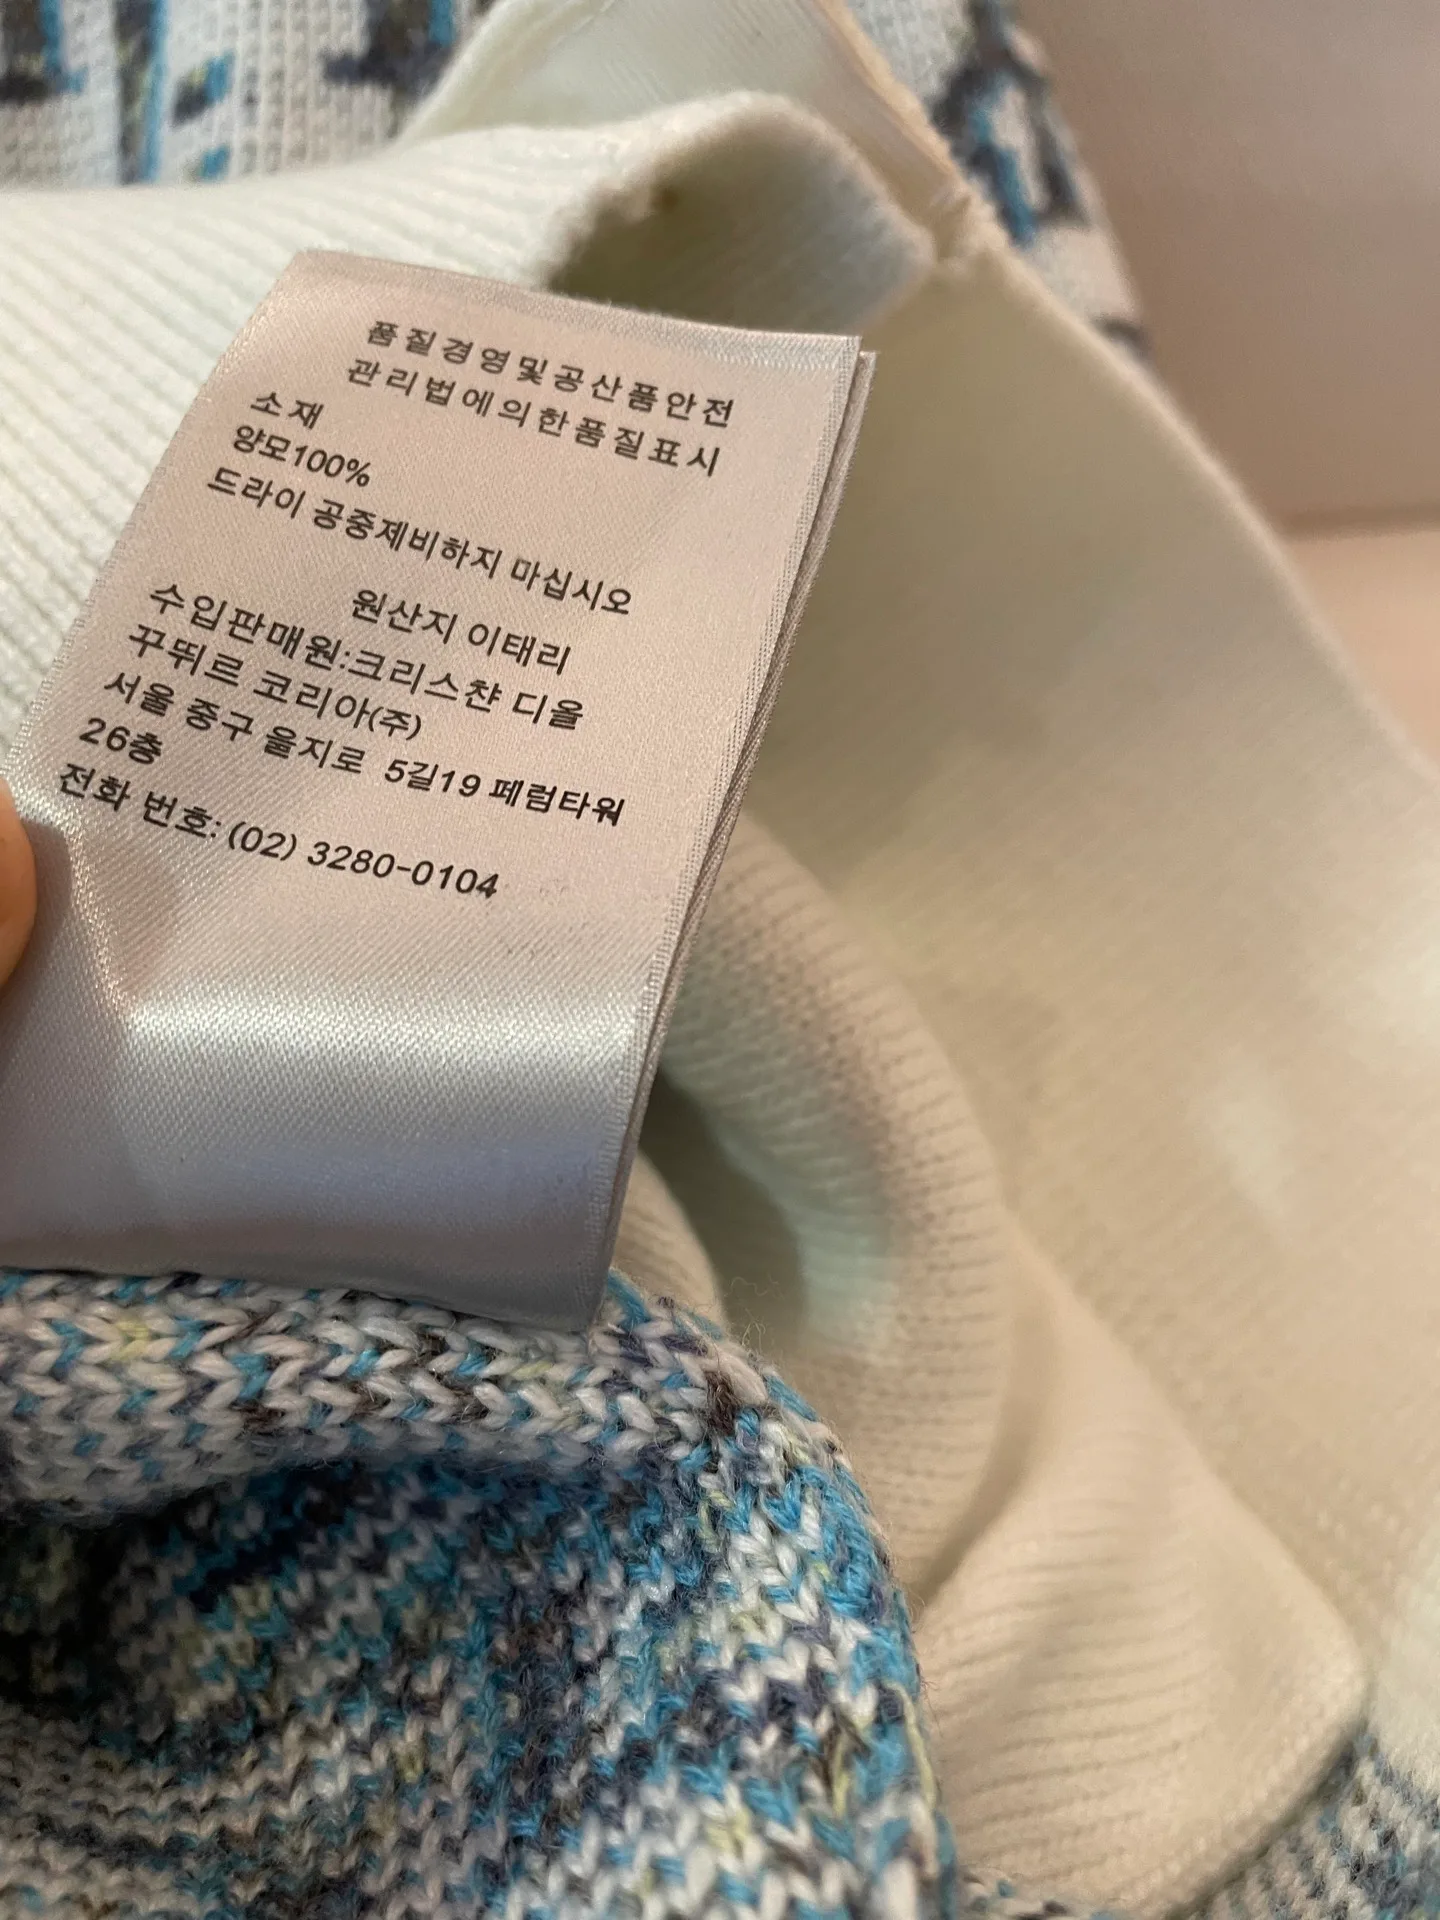 품질경영및공산품안전
관리법에의한품질표시
소재
양모100%
드라이 공중제비하지 마십시오
원산지 이태리
수입판매원:크리스챤 디올
꾸뛰르 코리아(주)
서울 중구 을지로 5길19 페럼타워
26층
전화 번호: (02) 3280-0104